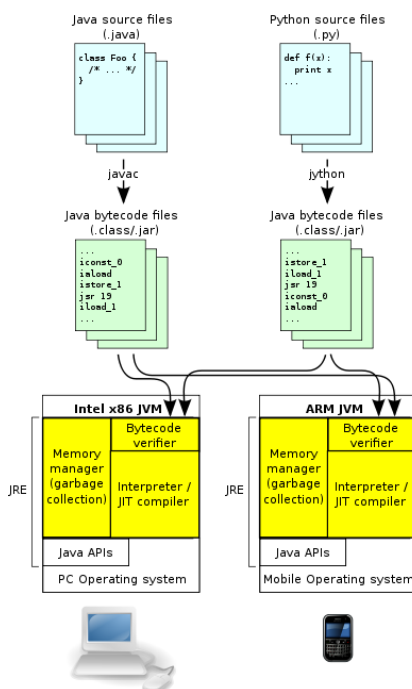 Java source files
(.java)
class Foo {
/* ... */
}
Python source files
(.py)
def f(x):
print x
...
javac
jython
Java bytecode files
(.class/.jar)
...
iconst_0
iaload
istore_1
jsr 19
iload_1
...
Java bytecode files
(.class/.jar)
...
istore_1
iload_1
jsr 19
iconst_0
iaload
...
Intel x86 JVM
Bytecode
verifier
Memory
manager
(garbage
collection)
Interpreter /
JIT compiler
JRE
Java APIs
PC Operating system
ARM JVM
Bytecode
verifier
Memory
manager
(garbage
collection)
Interpreter /
JIT compiler
JRE
Java APIs
Mobile Operating system